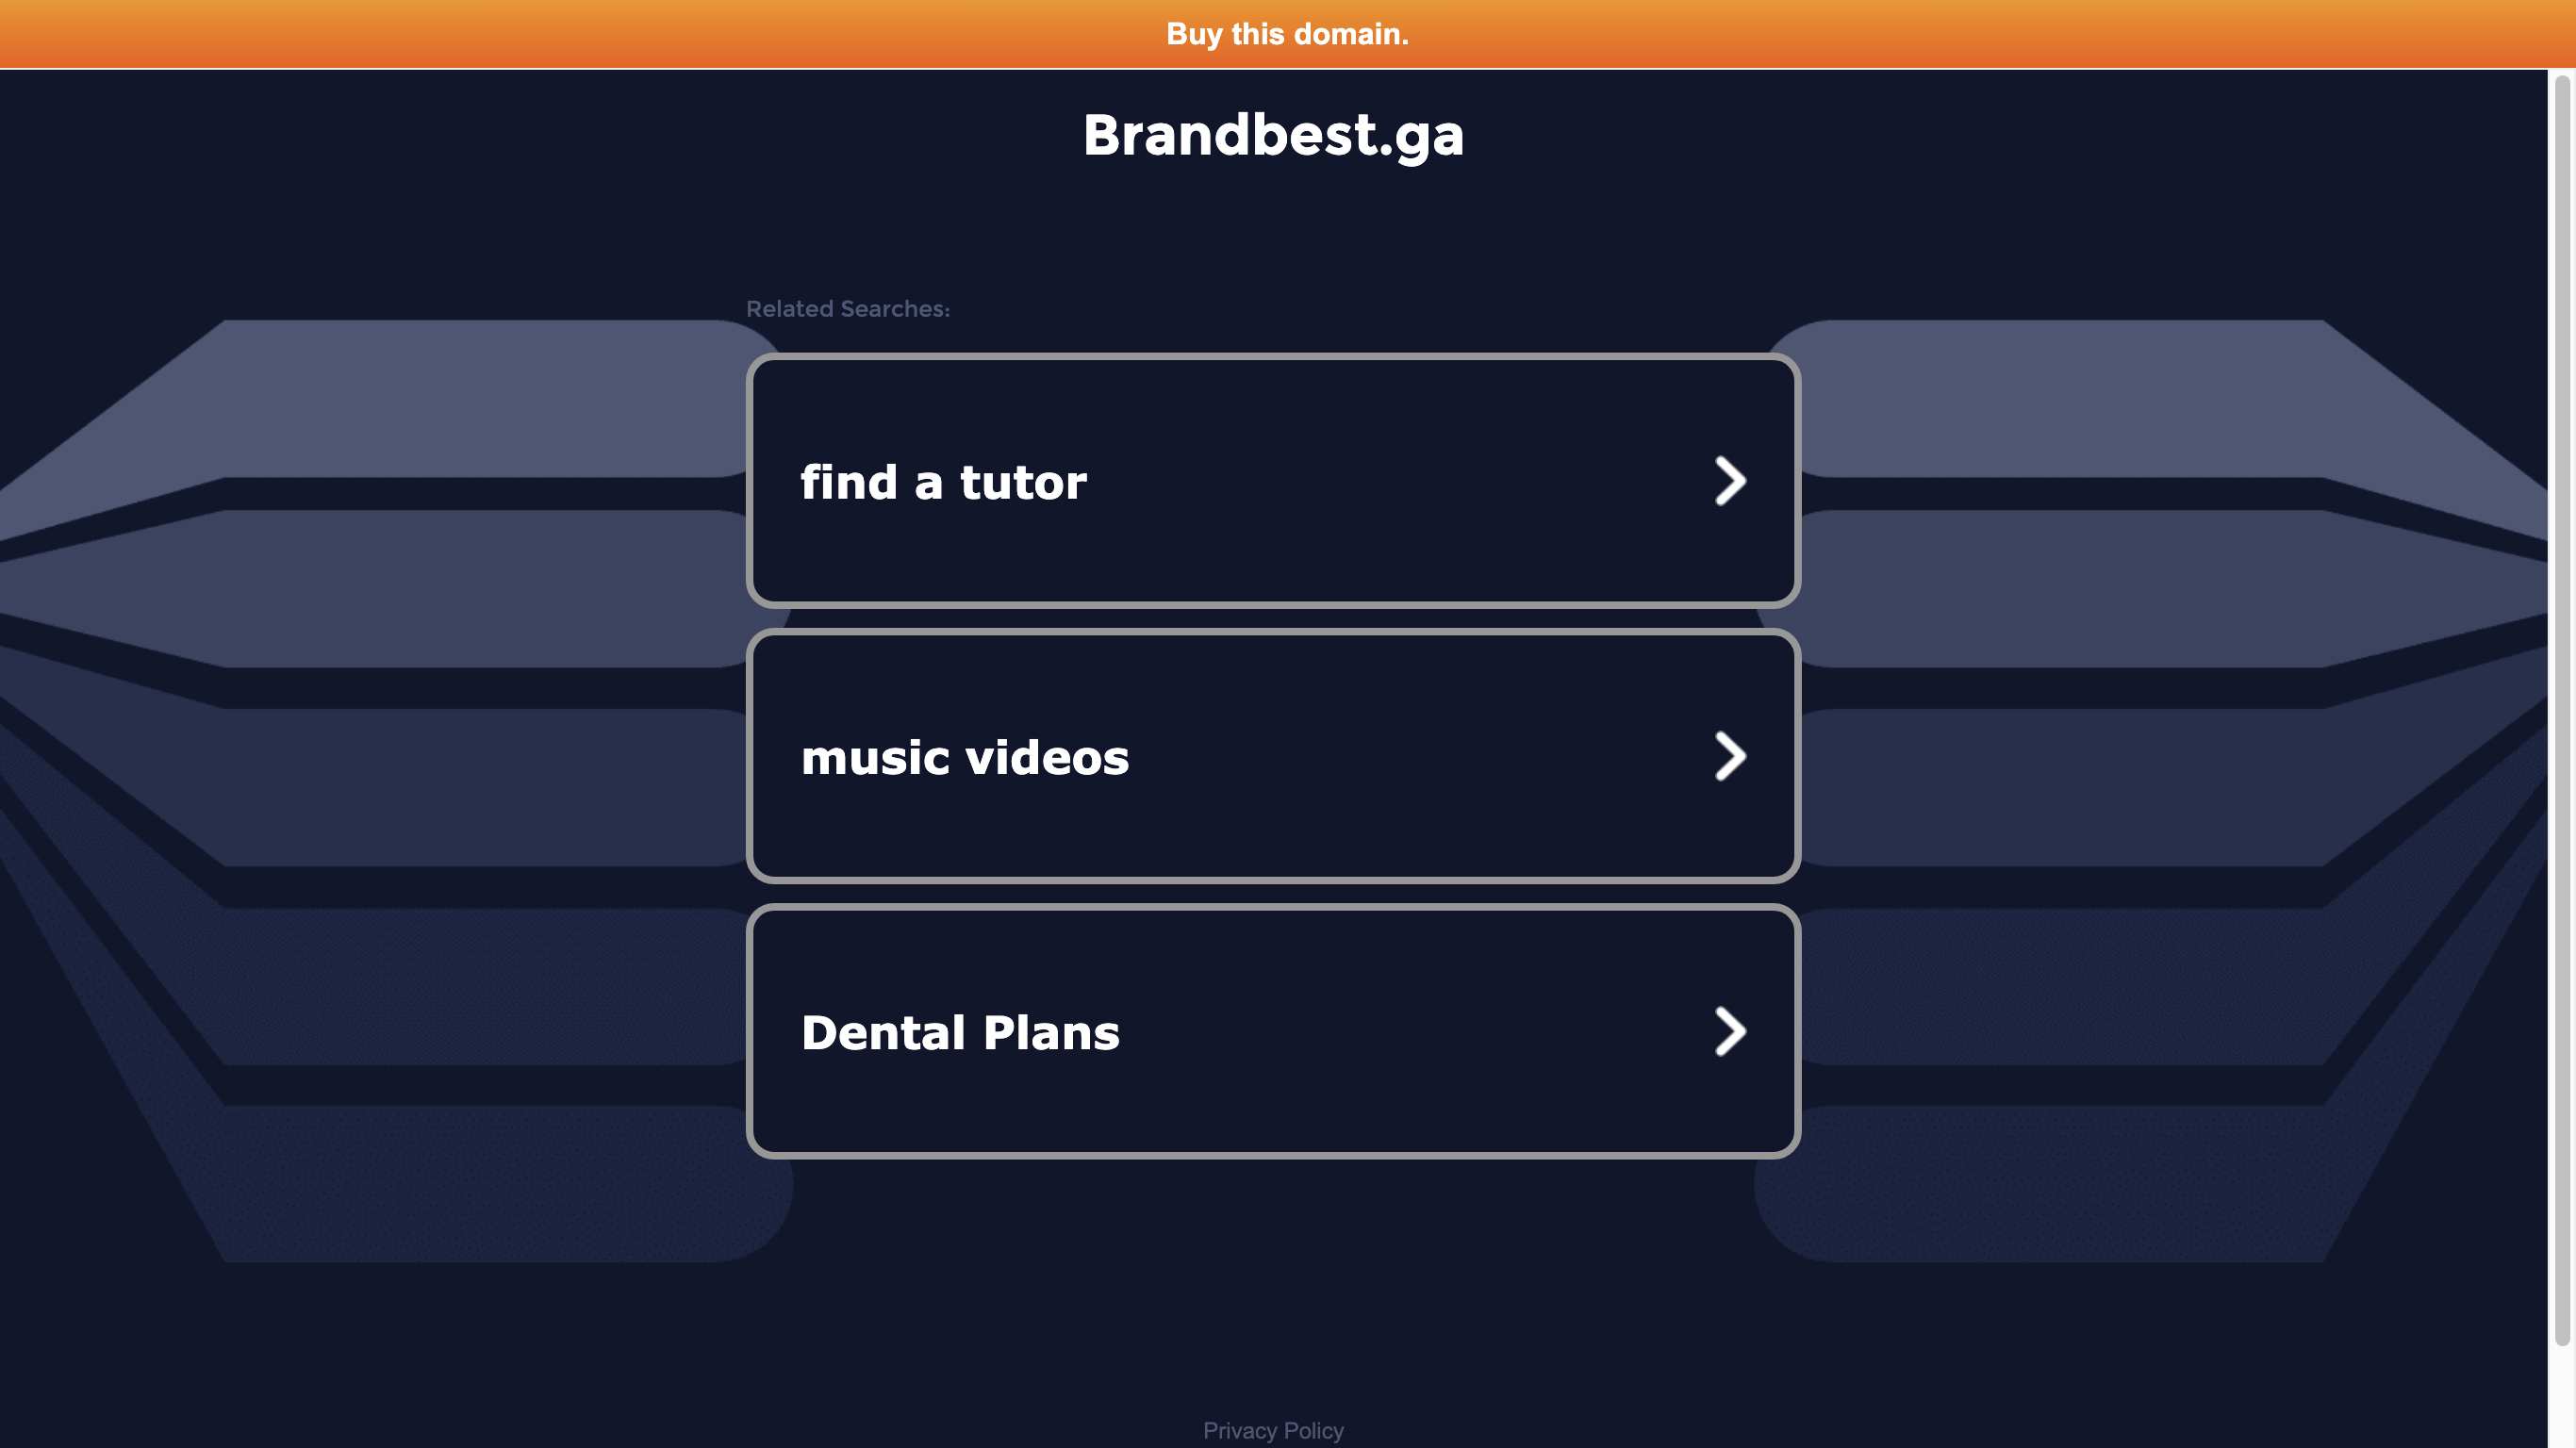 Buy this domain.
Brandbest.ga
Related Searches:
find a tutor
music videos
Dental Plans
Privacy Policy